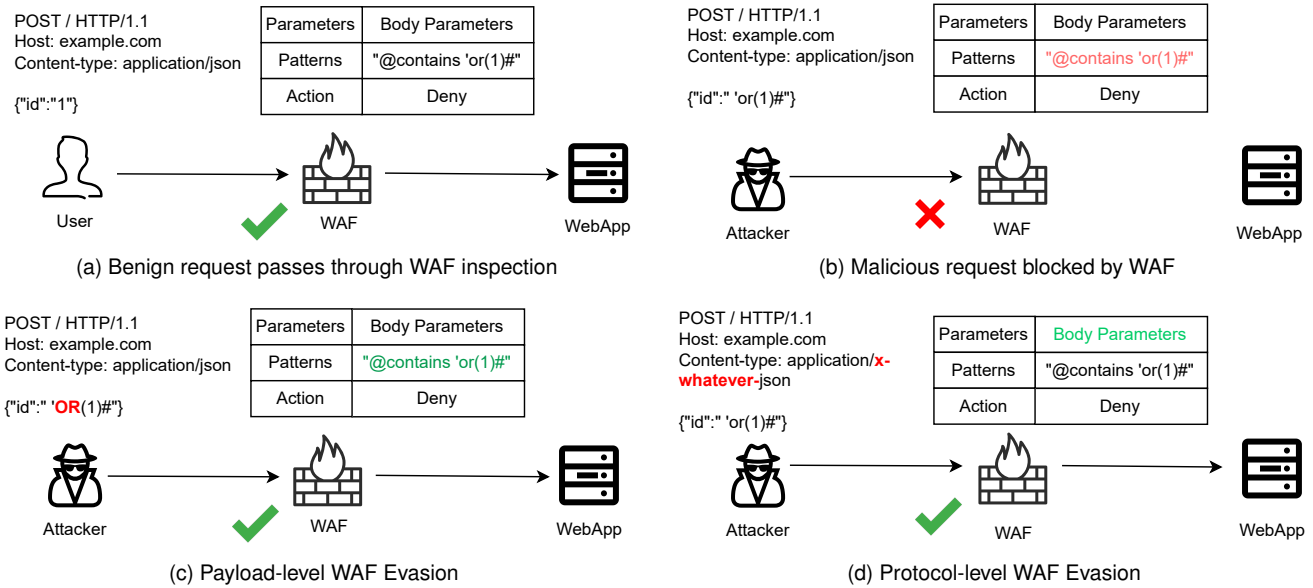 POST / HTTP/1.1
Host: example.com
Content-type: application/json
{"id":"1"}
Parameters Body Parameters
Patterns "@contains 'or(1)#"
Action Deny
User
WAF
WebApp
(a) Benign request passes through WAF inspection
POST / HTTP/1.1
Host: example.com
Content-type: application/json
{"id":" 'or(1)#"}
Parameters Body Parameters
Patterns "@contains 'or(1)#"
Action Deny
Attacker
WAF
WebApp
(b) Malicious request blocked by WAF
POST / HTTP/1.1
Host: example.com
Content-type: application/json
{"id":" 'OR(1)#"}
Parameters Body Parameters
Patterns "@contains 'or(1)#"
Action Deny
Attacker
WAF
WebApp
(c) Payload-level WAF Evasion
POST / HTTP/1.1
Host: example.com
Content-type: application/x-
whatever-json
{"id":" 'or(1)#"}
Parameters Body Parameters
Patterns "@contains 'or(1)#"
Action Deny
Attacker
WAF
WebApp
(d) Protocol-level WAF Evasion